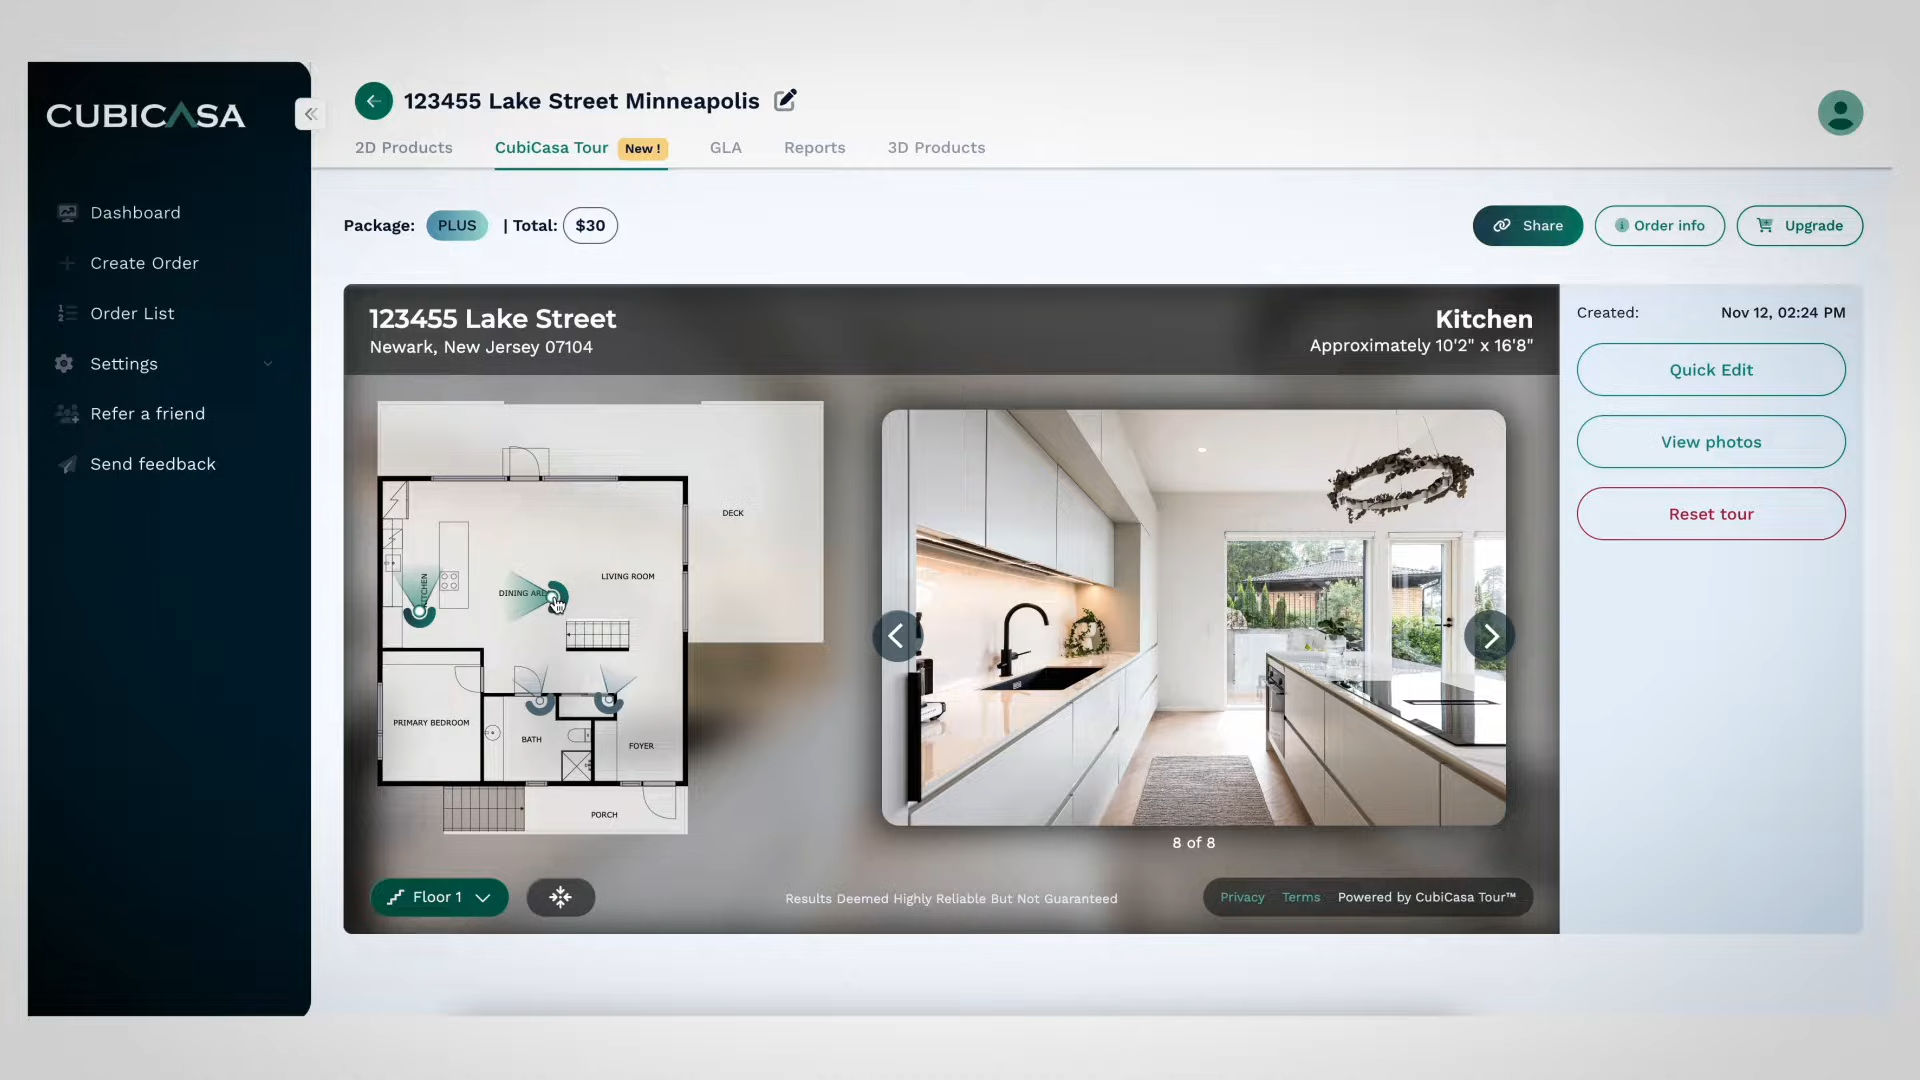 CUBICASA
Dashboard
Create Order
Order List
Settings
Refer a friend
Send feedback
123455 Lake Street Minneapolis
2D Products
CubiCasa Tour
New !
GLA
Reports
3D Products
Package:
PLUS
| Total:
$30
Share
Order info
Upgrade
123455 Lake Street
Newark, New Jersey 07104
Kitchen
Approximately 10'2" x 16'8"
DECK
KITCHEN
DINING AREA
LIVING ROOM
PRIMARY BEDROOM
BATH
FOYER
PORCH
8 of 8
Floor 1
Results Deemed Highly Reliable But Not Guaranteed
Privacy
Terms
Powered by CubiCasa Tour™
Created:
Nov 12, 02:24 PM
Quick Edit
View photos
Reset tour